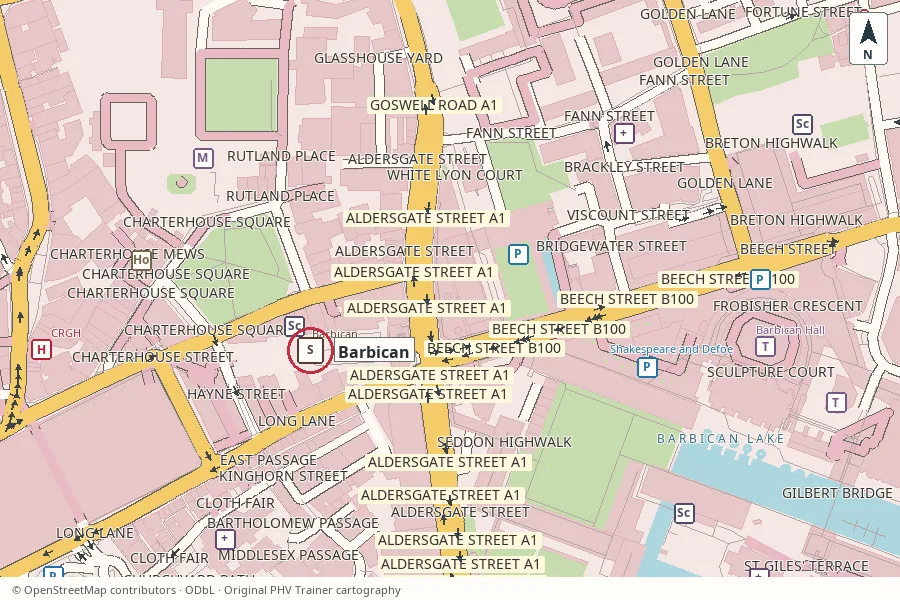 GOLDEN LANE
FORTUNE STREET
N
GLASSHOUSE YARD
GOLDEN LANE
FANN STREET
GOSWELL ROAD A1
FANN STREET
Sc
FANN STREET
+
BRETON HIGHWALK
M
RUTLAND PLACE
ALDERSGATE STREET
WHITE LYON COURT
BRACKLEY STREET
GOLDEN LANE
RUTLAND PLACE
CHARTERHOUSE SQUARE
ALDERSGATE STREET A1
VISCOUNT STREET
BRETON HIGHWALK
CHARTERHOUSE MEWS
Ho
ALDERSGATE STREET
P
BRIDGEWATER STREET
BEECH STREET
CHARTERHOUSE SQUARE
ALDERSGATE STREET A1
BEECH STREET B100
P
CHARTERHOUSE SQUARE
BEECH STREET B100
ALDERSGATE STREET A1
FROBISHER CRESCENT
CHARTERHOUSE SQUARE
Sc
Barbican
BEECH STREET B100
Barbican Hall
CRGH
H
S
Barbican
BEECH STREET B100
Shakespeare and Defoe
T
CHARTERHOUSE STREET
P
ALDERSGATE STREET A1
SCULPTURE COURT
HAYNE STREET
ALDERSGATE STREET A1
T
LONG LANE
SEDDON HIGHWALK
BARBICAN LAKE
EAST PASSAGE
ALDERSGATE STREET A1
KINGHORN STREET
CLOTH FAIR
ALDERSGATE STREET A1
GILBERT BRIDGE
ALDERSGATE STREET
Sc
BARTHOLOMEW PASSAGE
LONG LANE
+
ALDERSGATE STREET A1
CLOTH FAIR
MIDDLESEX PASSAGE
ALDERSGATE STREET A1
ST GILES' TERRACE
P
© OpenStreetMap contributors · ODbL · Original PHV Trainer cartography